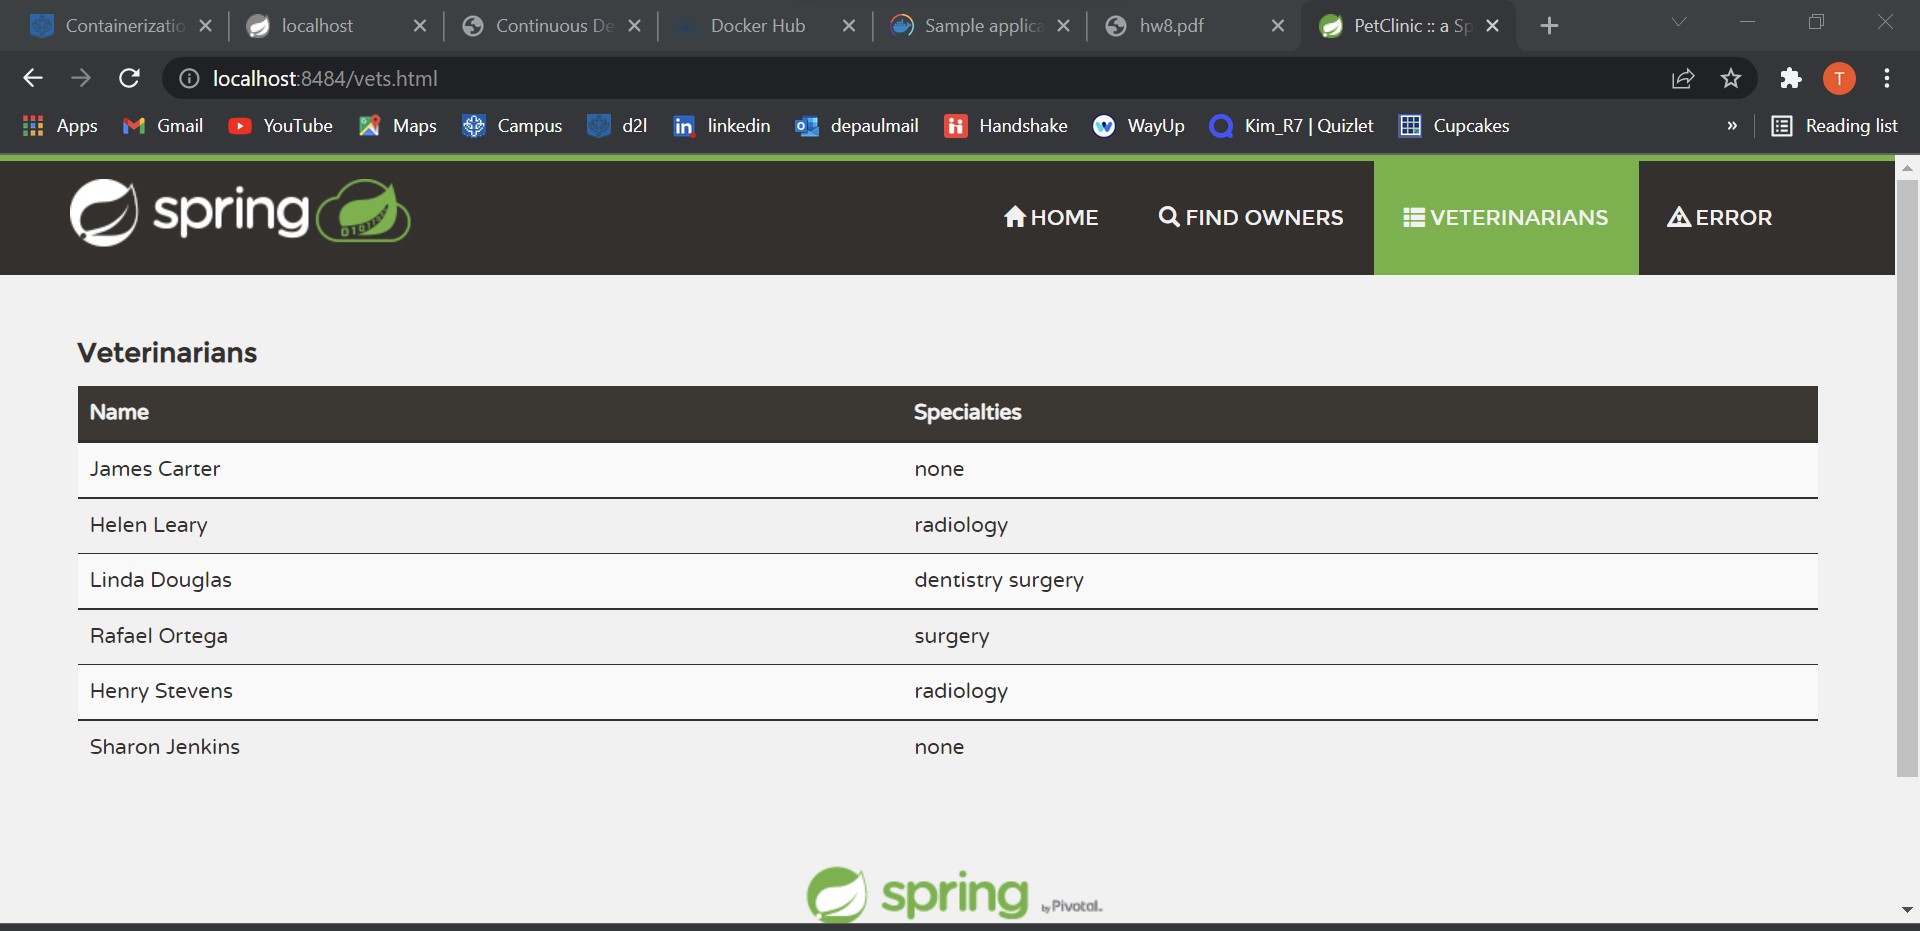 Containerizatio
localhost
Continuous De
Docker Hub
Sample applica
hw8.pdf
PetClinic :: a Sp
localhost:8484/vets.html
T
Apps
Gmail
YouTube
Maps
Campus
d2l
linkedin
depaulmail
Handshake
WayUp
Kim_R7 | Quizlet
Cupcakes
»
Reading list
spring
HOME
FIND OWNERS
VETERINARIANS
ERROR
Veterinarians
Name Specialties
James Carter none
Helen Leary radiology
Linda Douglas dentistry surgery
Rafael Ortega surgery
Henry Stevens radiology
Sharon Jenkins none
spring by Pivotal